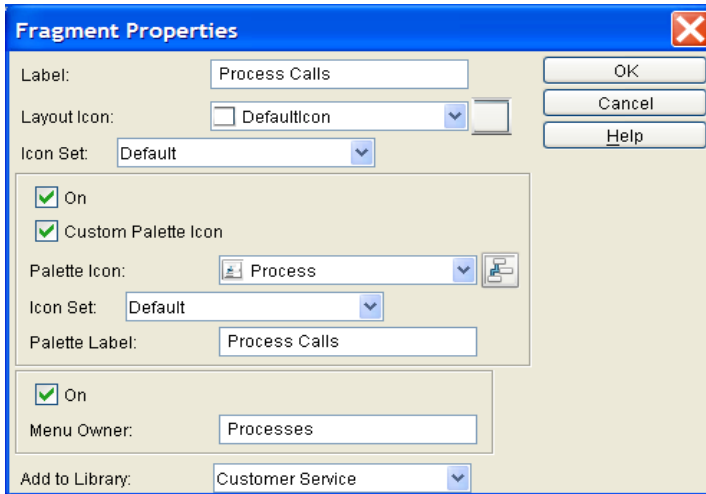 Fragment Properties
Label: Process Calls OK
Layout Icon: DefaultIcon Cancel
Icon Set: Default Help
On
Custom Palette Icon
Palette Icon: Process
Icon Set: Default
Palette Label: Process Calls
On
Menu Owner: Processes
Add to Library: Customer Service